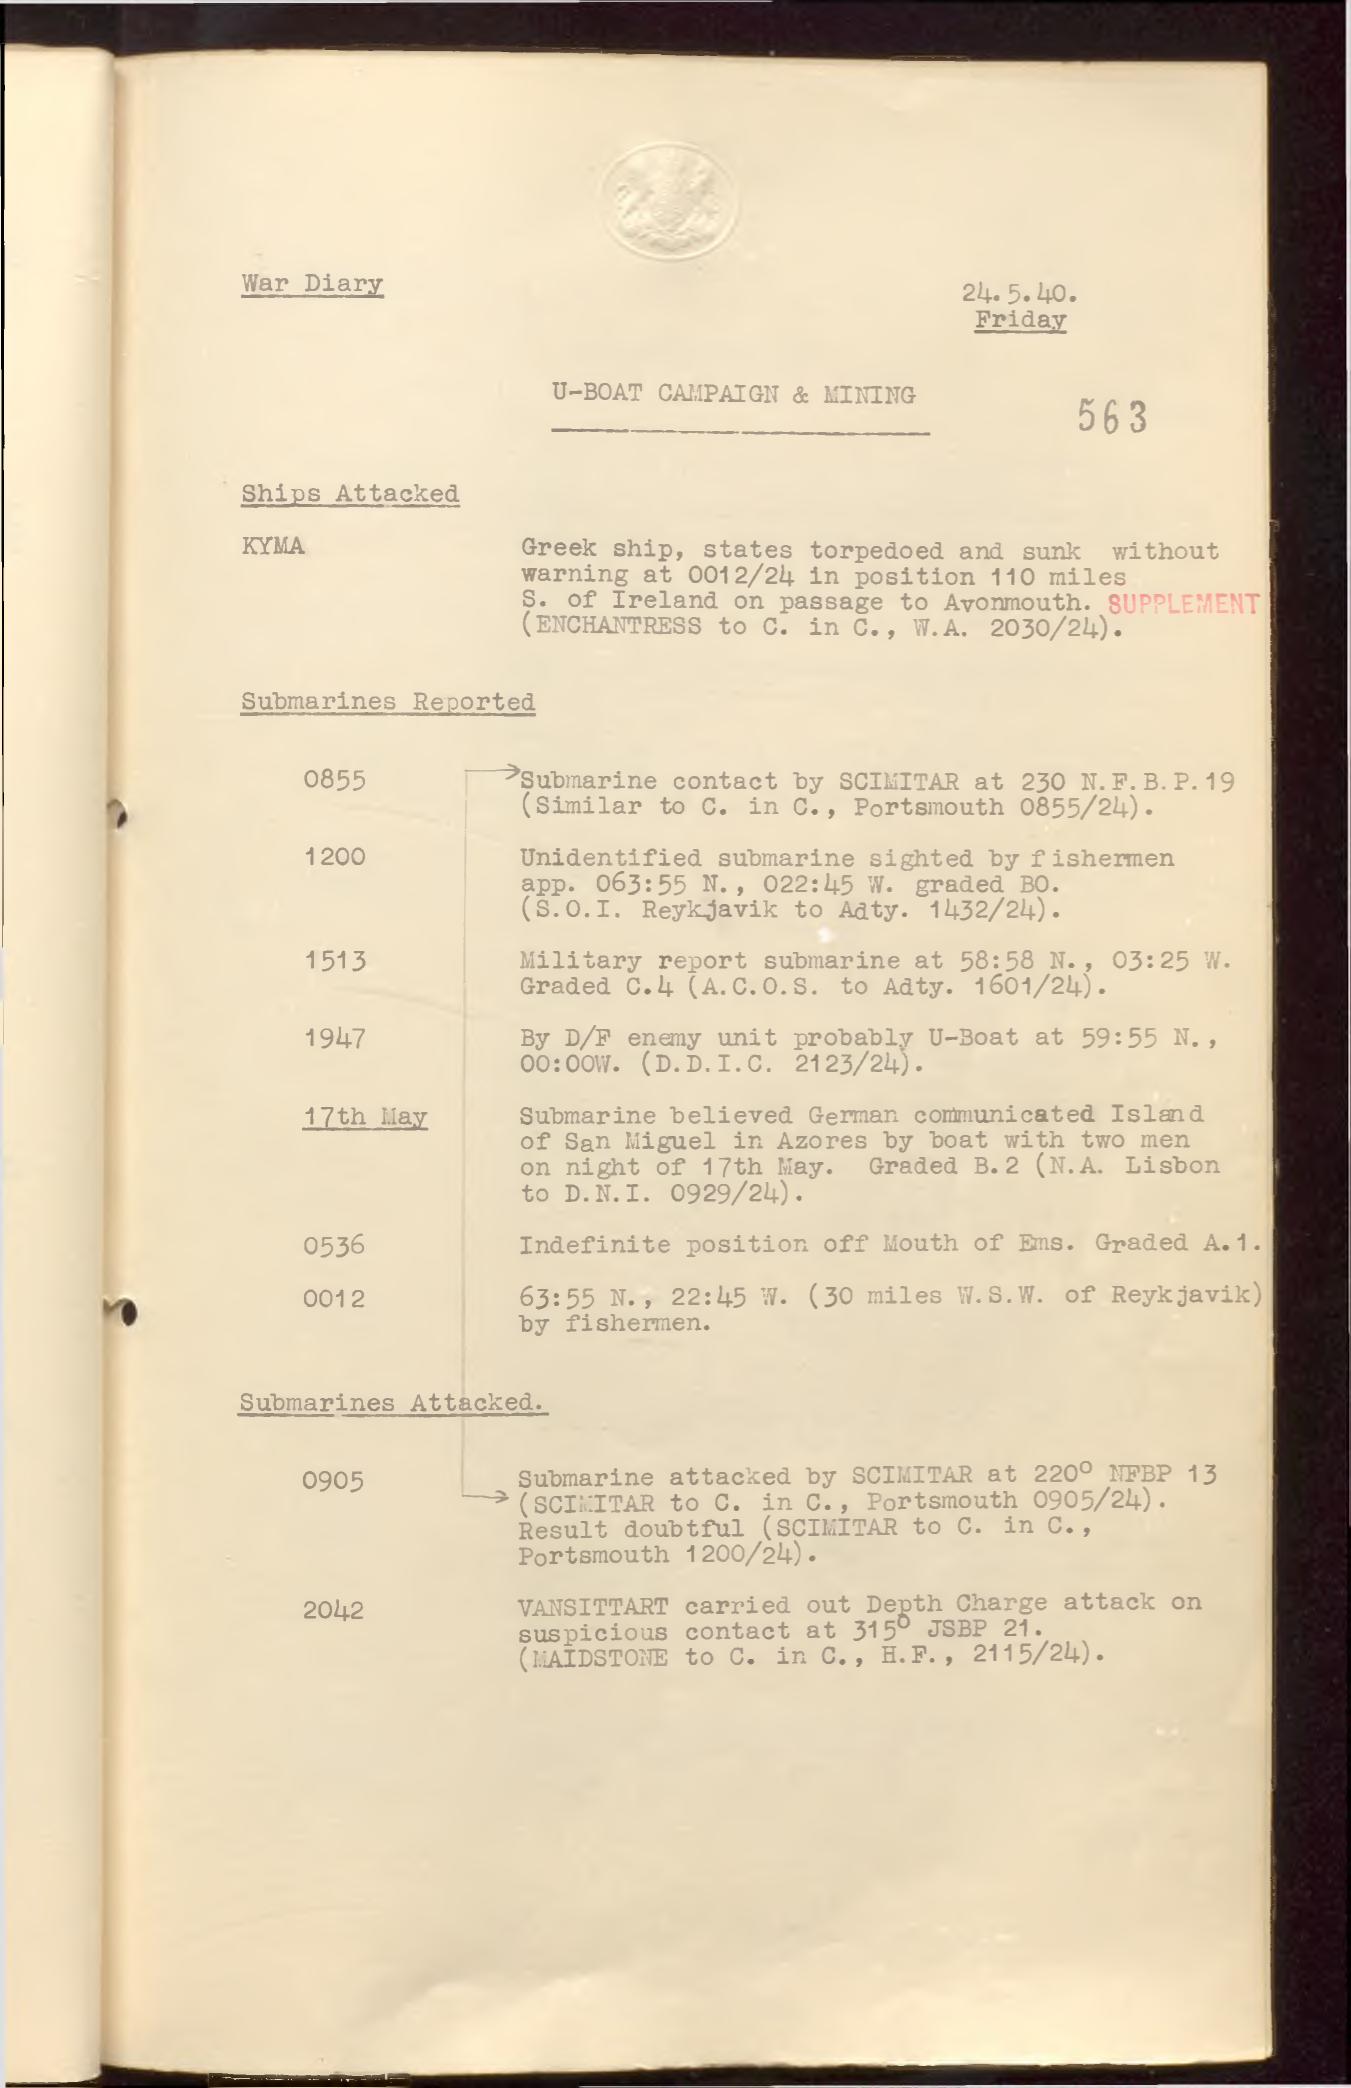 War Diary
24.5.40.
Friday
U-BOAT CAMPAIGN & MINING
563
Ships Attacked
KYMA Greek ship, states torpedoed and sunk without
warning at 0012/24 in position 110 miles
S. of Ireland on passage to Avonmouth. SUPPLEMENT
(ENCHANTRESS to C. in C., W.A. 2030/24).
Submarines Reported
0855 Submarine contact by SCIMITAR at 230 N.F.B.P.19
(Similar to C. in C., Portsmouth 0855/24).
1200 Unidentified submarine sighted by fishermen
app. 063:55 N., 022:45 W. graded BO.
(S.O.I. Reykjavik to Adty. 1432/24).
1513 Military report submarine at 58:58 N., 03:25 W.
Graded C.4 (A.C.O.S. to Adty. 1601/24).
1947 By D/F enemy unit probably U-Boat at 59:55 N.,
00:00W. (D.D.I.C. 2123/24).
17th May Submarine believed German communicated Island
of San Miguel in Azores by boat with two men
on night of 17th May. Graded B.2 (N.A. Lisbon
to D.N.I. 0929/24).
0536 Indefinite position off Mouth of Ems. Graded A.1.
0012 63:55 N., 22:45 W. (30 miles W.S.W. of Reykjavik)
by fishermen.
Submarines Attacked.
0905 Submarine attacked by SCIMITAR at 220° NFBP 13
(SCIMITAR to C. in C., Portsmouth 0905/24).
Result doubtful (SCIMITAR to C. in C.,
Portsmouth 1200/24).
2042 VANSITTART carried out Depth Charge attack on
suspicious contact at 315° JSBP 21.
(MAIDSTONE to C. in C., H.F., 2115/24).